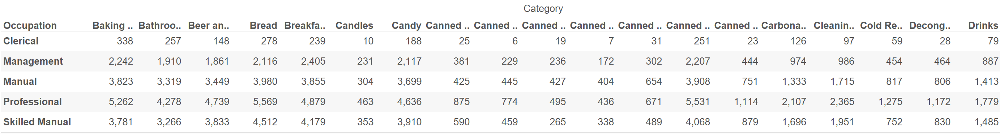 Category
Occupation Baking .. Bathroo.. Beer an.. Bread Breakfa.. Candles Candy Canned .. Canned .. Canned .. Canned .. Canned .. Canned .. Canned .. Carbona.. Cleanin.. Cold Re.. Decong.. Drinks
Clerical 338 257 148 278 239 10 188 25 6 19 7 31 251 23 126 97 59 28 79
Management 2,242 1,910 1,861 2,116 2,405 231 2,117 381 229 236 172 302 2,207 444 974 986 454 464 887
Manual 3,823 3,319 3,449 3,980 3,855 304 3,699 425 445 427 404 654 3,908 751 1,333 1,715 817 806 1,413
Professional 5,262 4,278 4,739 5,569 4,879 463 4,636 875 774 495 436 671 5,531 1,114 2,107 2,365 1,275 1,172 1,779
Skilled Manual 3,781 3,266 3,833 4,512 4,179 353 3,910 590 459 265 338 489 4,068 879 1,696 1,951 752 830 1,485